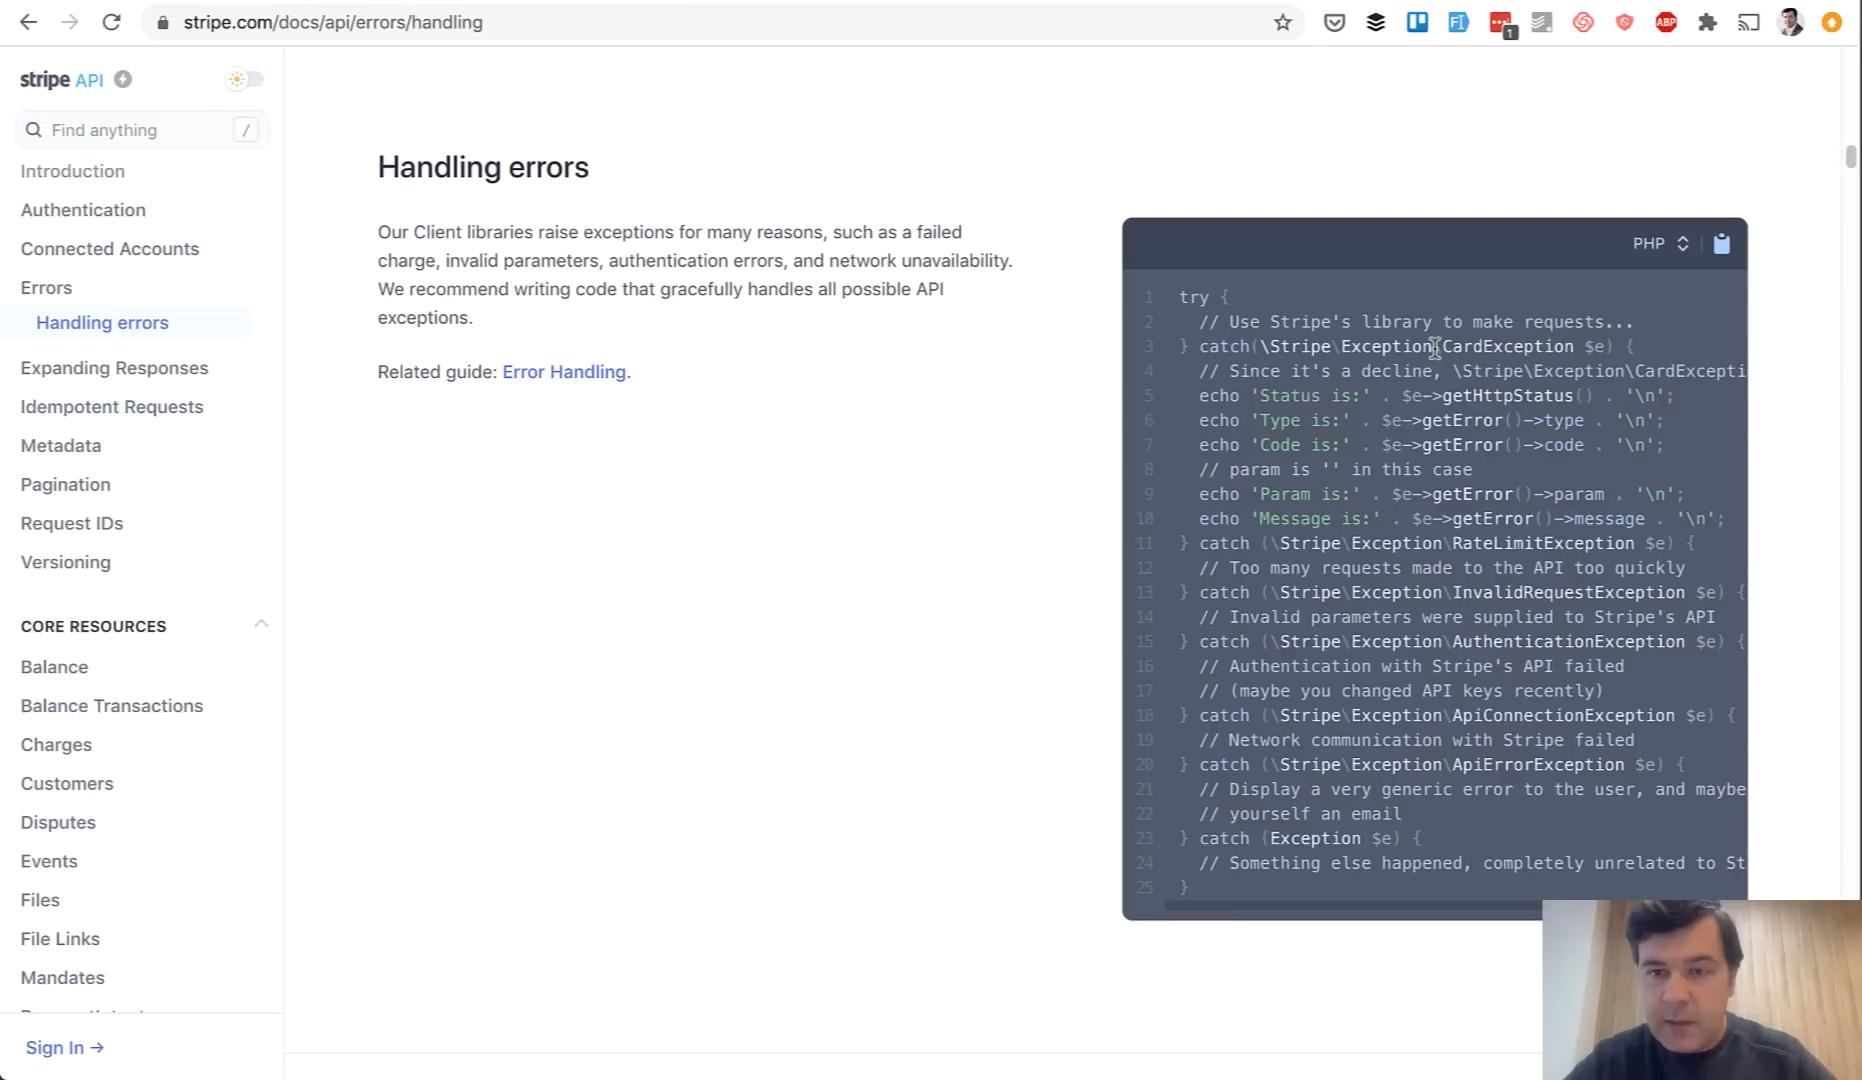 stripe.com/docs/api/errors/handling
1
ABP
stripe API
Find anything
/
Introduction
Authentication
Connected Accounts
Errors
Handling errors
Expanding Responses
Idempotent Requests
Metadata
Pagination
Request IDs
Versioning
CORE RESOURCES
Balance
Balance Transactions
Charges
Customers
Disputes
Events
Files
File Links
Mandates
Sign In →
Handling errors
Our Client libraries raise exceptions for many reasons, such as a failed
charge, invalid parameters, authentication errors, and network unavailability.
We recommend writing code that gracefully handles all possible API
exceptions.
Related guide: Error Handling.
PHP
1 try {
2 // Use Stripe's library to make requests...
3 } catch(\Stripe\Exception\CardException $e) {
4 // Since it's a decline, \Stripe\Exception\CardExcepti
5 echo 'Status is:' . $e->getHttpStatus() . '\n';
6 echo 'Type is:' . $e->getError()->type . '\n';
7 echo 'Code is:' . $e->getError()->code . '\n';
8 // param is '' in this case
9 echo 'Param is:' . $e->getError()->param . '\n';
10 echo 'Message is:' . $e->getError()->message . '\n';
11 } catch (\Stripe\Exception\RateLimitException $e) {
12 // Too many requests made to the API too quickly
13 } catch (\Stripe\Exception\InvalidRequestException $e) {
14 // Invalid parameters were supplied to Stripe's API
15 } catch (\Stripe\Exception\AuthenticationException $e) {
16 // Authentication with Stripe's API failed
17 // (maybe you changed API keys recently)
18 } catch (\Stripe\Exception\ApiConnectionException $e) {
19 // Network communication with Stripe failed
20 } catch (\Stripe\Exception\ApiErrorException $e) {
21 // Display a very generic error to the user, and maybe
22 // yourself an email
23 } catch (Exception $e) {
24 // Something else happened, completely unrelated to St
25 }